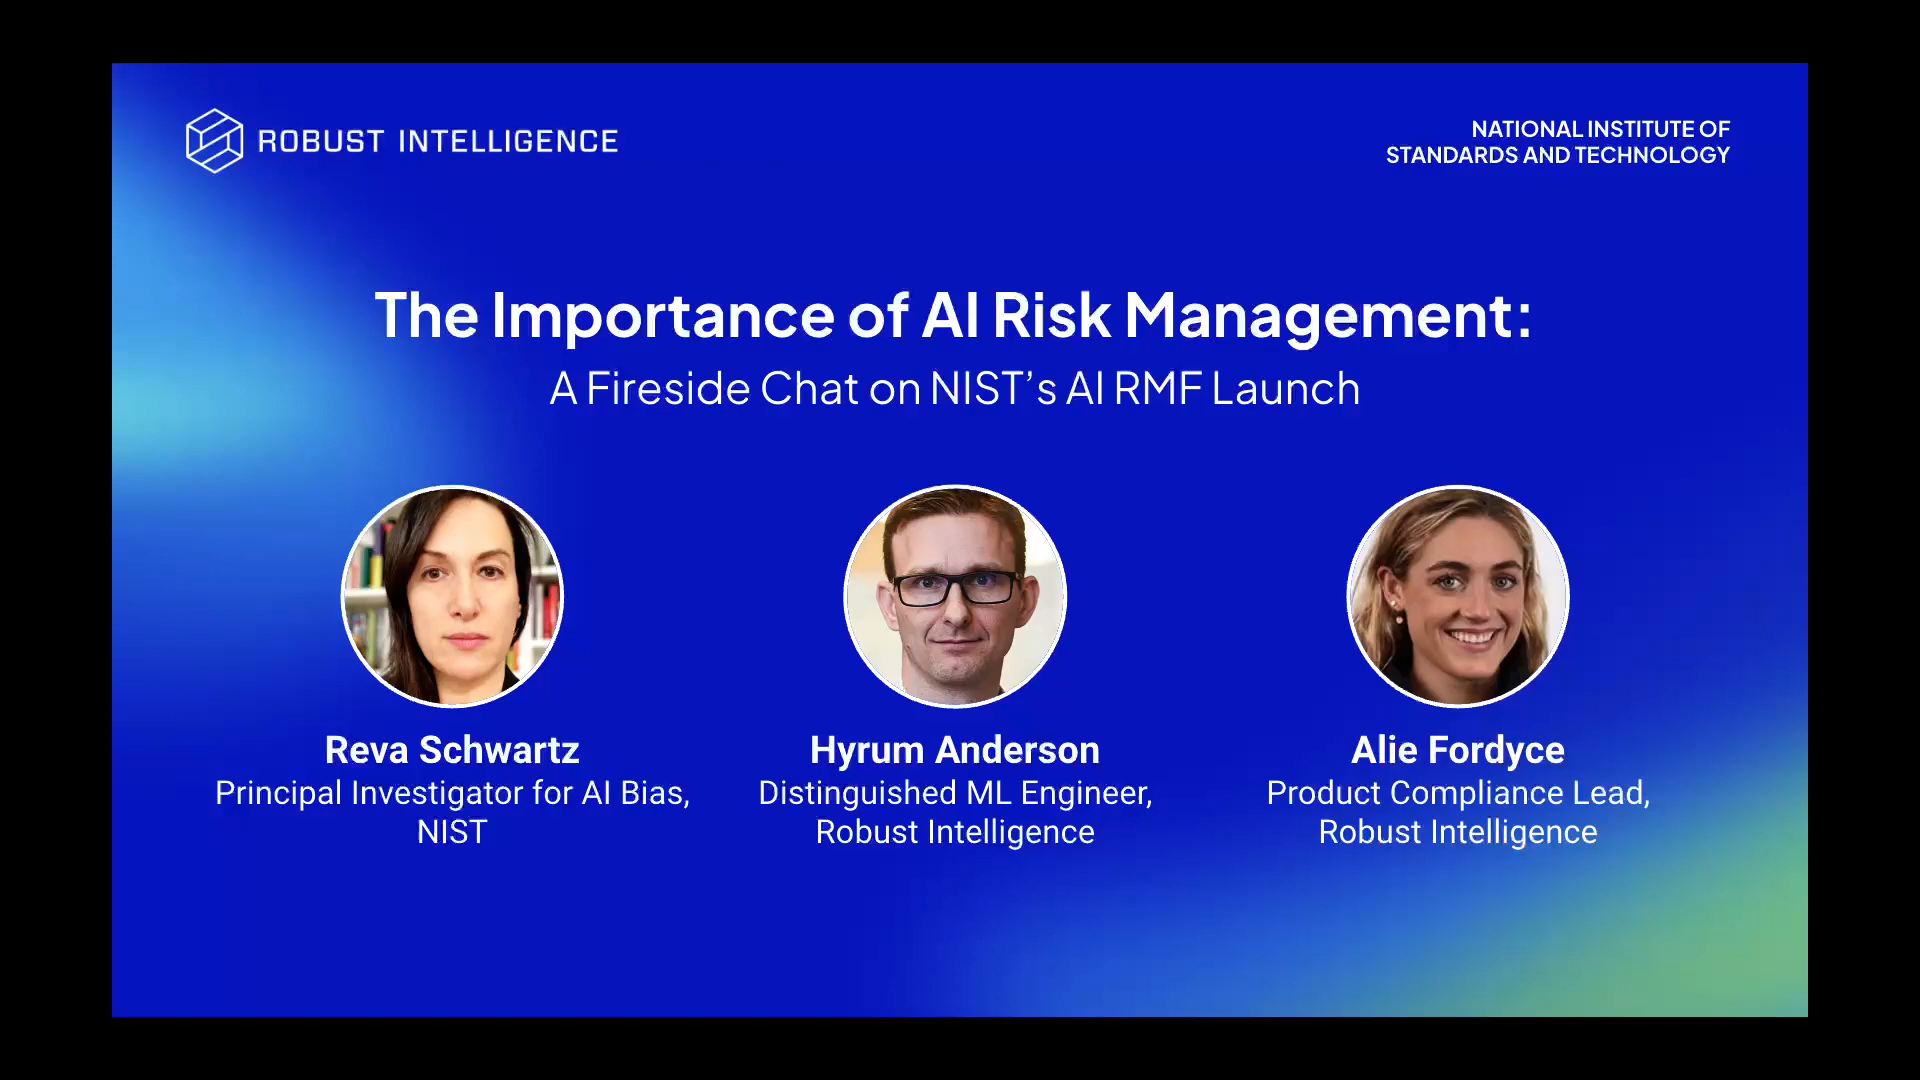 ROBUST INTELLIGENCE
NATIONAL INSTITUTE OF
STANDARDS AND TECHNOLOGY
The Importance of AI Risk Management:
A Fireside Chat on NIST’s AI RMF Launch
Reva Schwartz
Principal Investigator for AI Bias,
NIST
Hyrum Anderson
Distinguished ML Engineer,
Robust Intelligence
Alie Fordyce
Product Compliance Lead,
Robust Intelligence